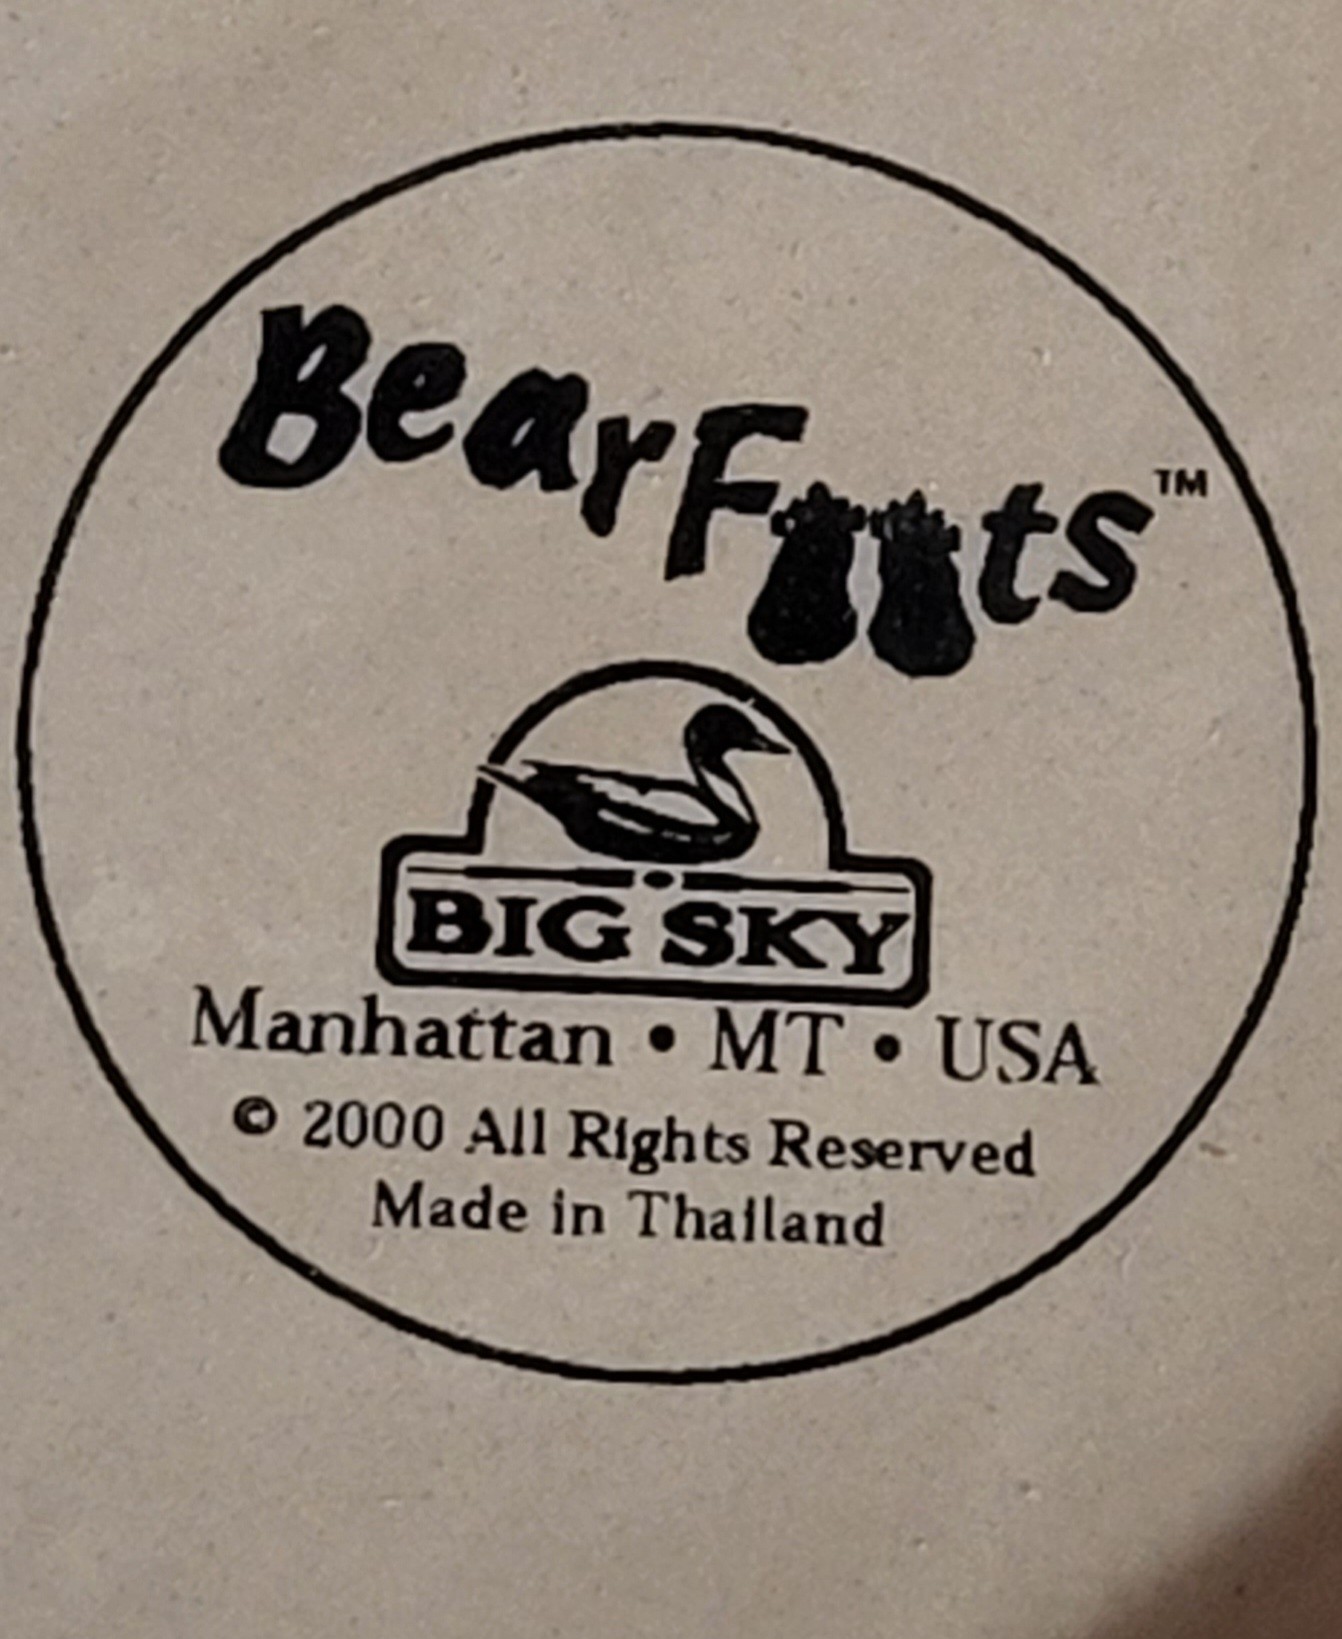 BearFoots™
BIG SKY
Manhattan • MT • USA
© 2000 All Rights Reserved
Made in Thailand